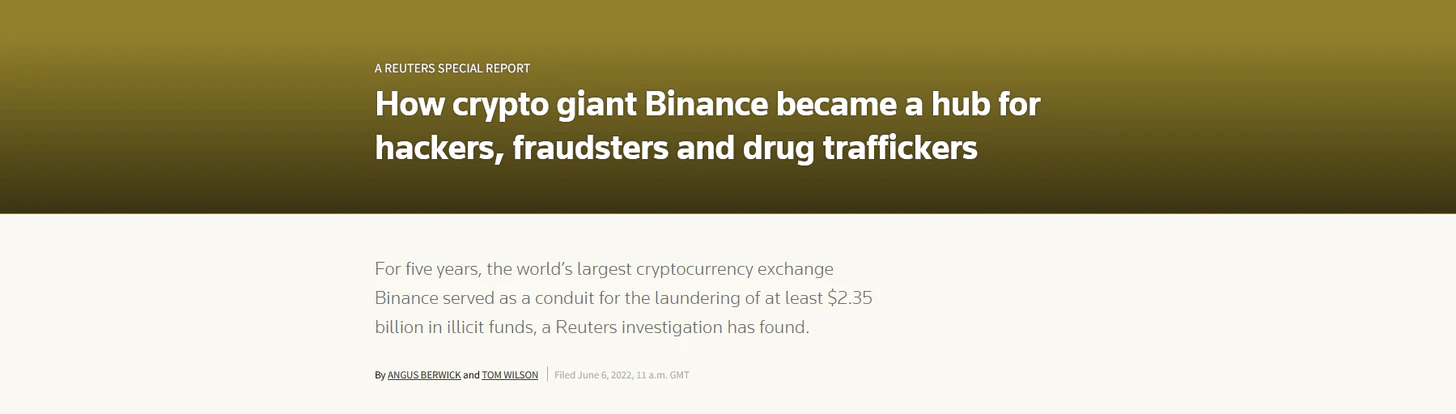 A REUTERS SPECIAL REPORT
How crypto giant Binance became a hub for
hackers, fraudsters and drug traffickers
For five years, the world’s largest cryptocurrency exchange
Binance served as a conduit for the laundering of at least $2.35
billion in illicit funds, a Reuters investigation has found.
By ANGUS BERWICK and TOM WILSON Filed June 6, 2022, 11 a.m. GMT